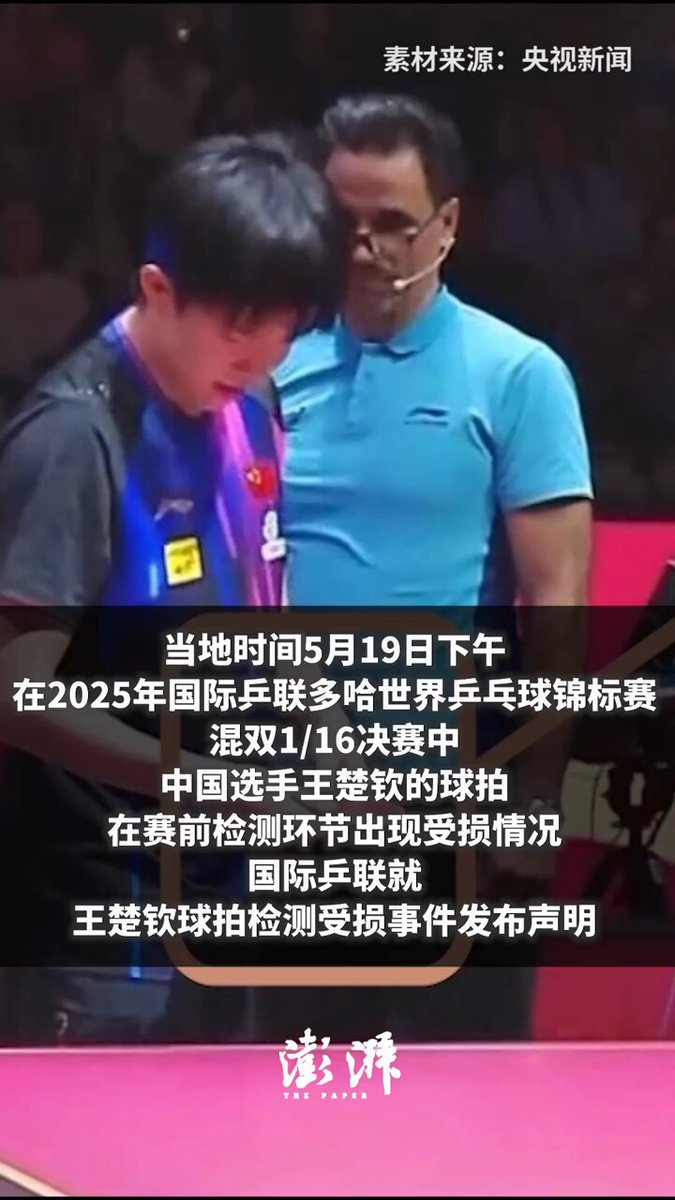 素材来源：央视新闻
当地时间5月19日下午
在2025年国际乒联多哈世界乒乓球锦标赛
混双1/16决赛中
中国选手王楚钦的球拍
在赛前检测环节出现受损情况
国际乒联就
王楚钦球拍检测受损事件发布声明
澎湃
THE PAPER